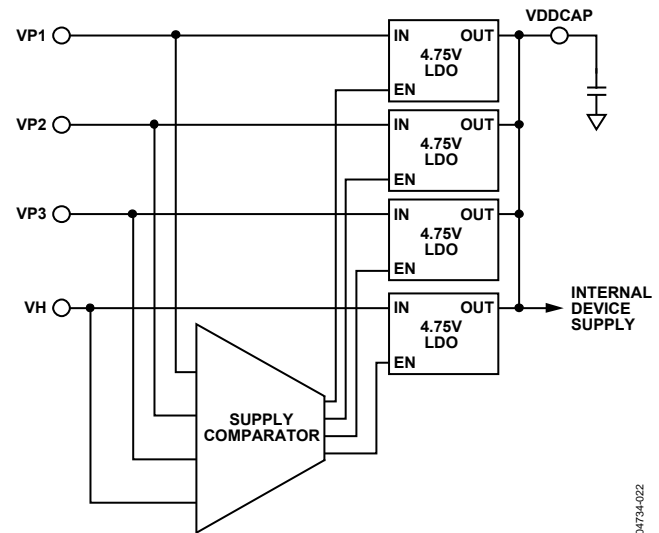 VDDCAP
VP1
IN OUT
4.75V
LDO
EN
VP2
IN OUT
4.75V
LDO
EN
VP3
IN OUT
4.75V
LDO
EN
VH
IN OUT
4.75V
LDO
EN
INTERNAL
DEVICE
SUPPLY
SUPPLY
COMPARATOR
04734-022